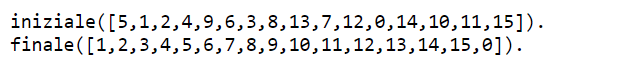 iniziale([5,1,2,4,9,6,3,8,13,7,12,0,14,10,11,15]).
finale([1,2,3,4,5,6,7,8,9,10,11,12,13,14,15,0]).